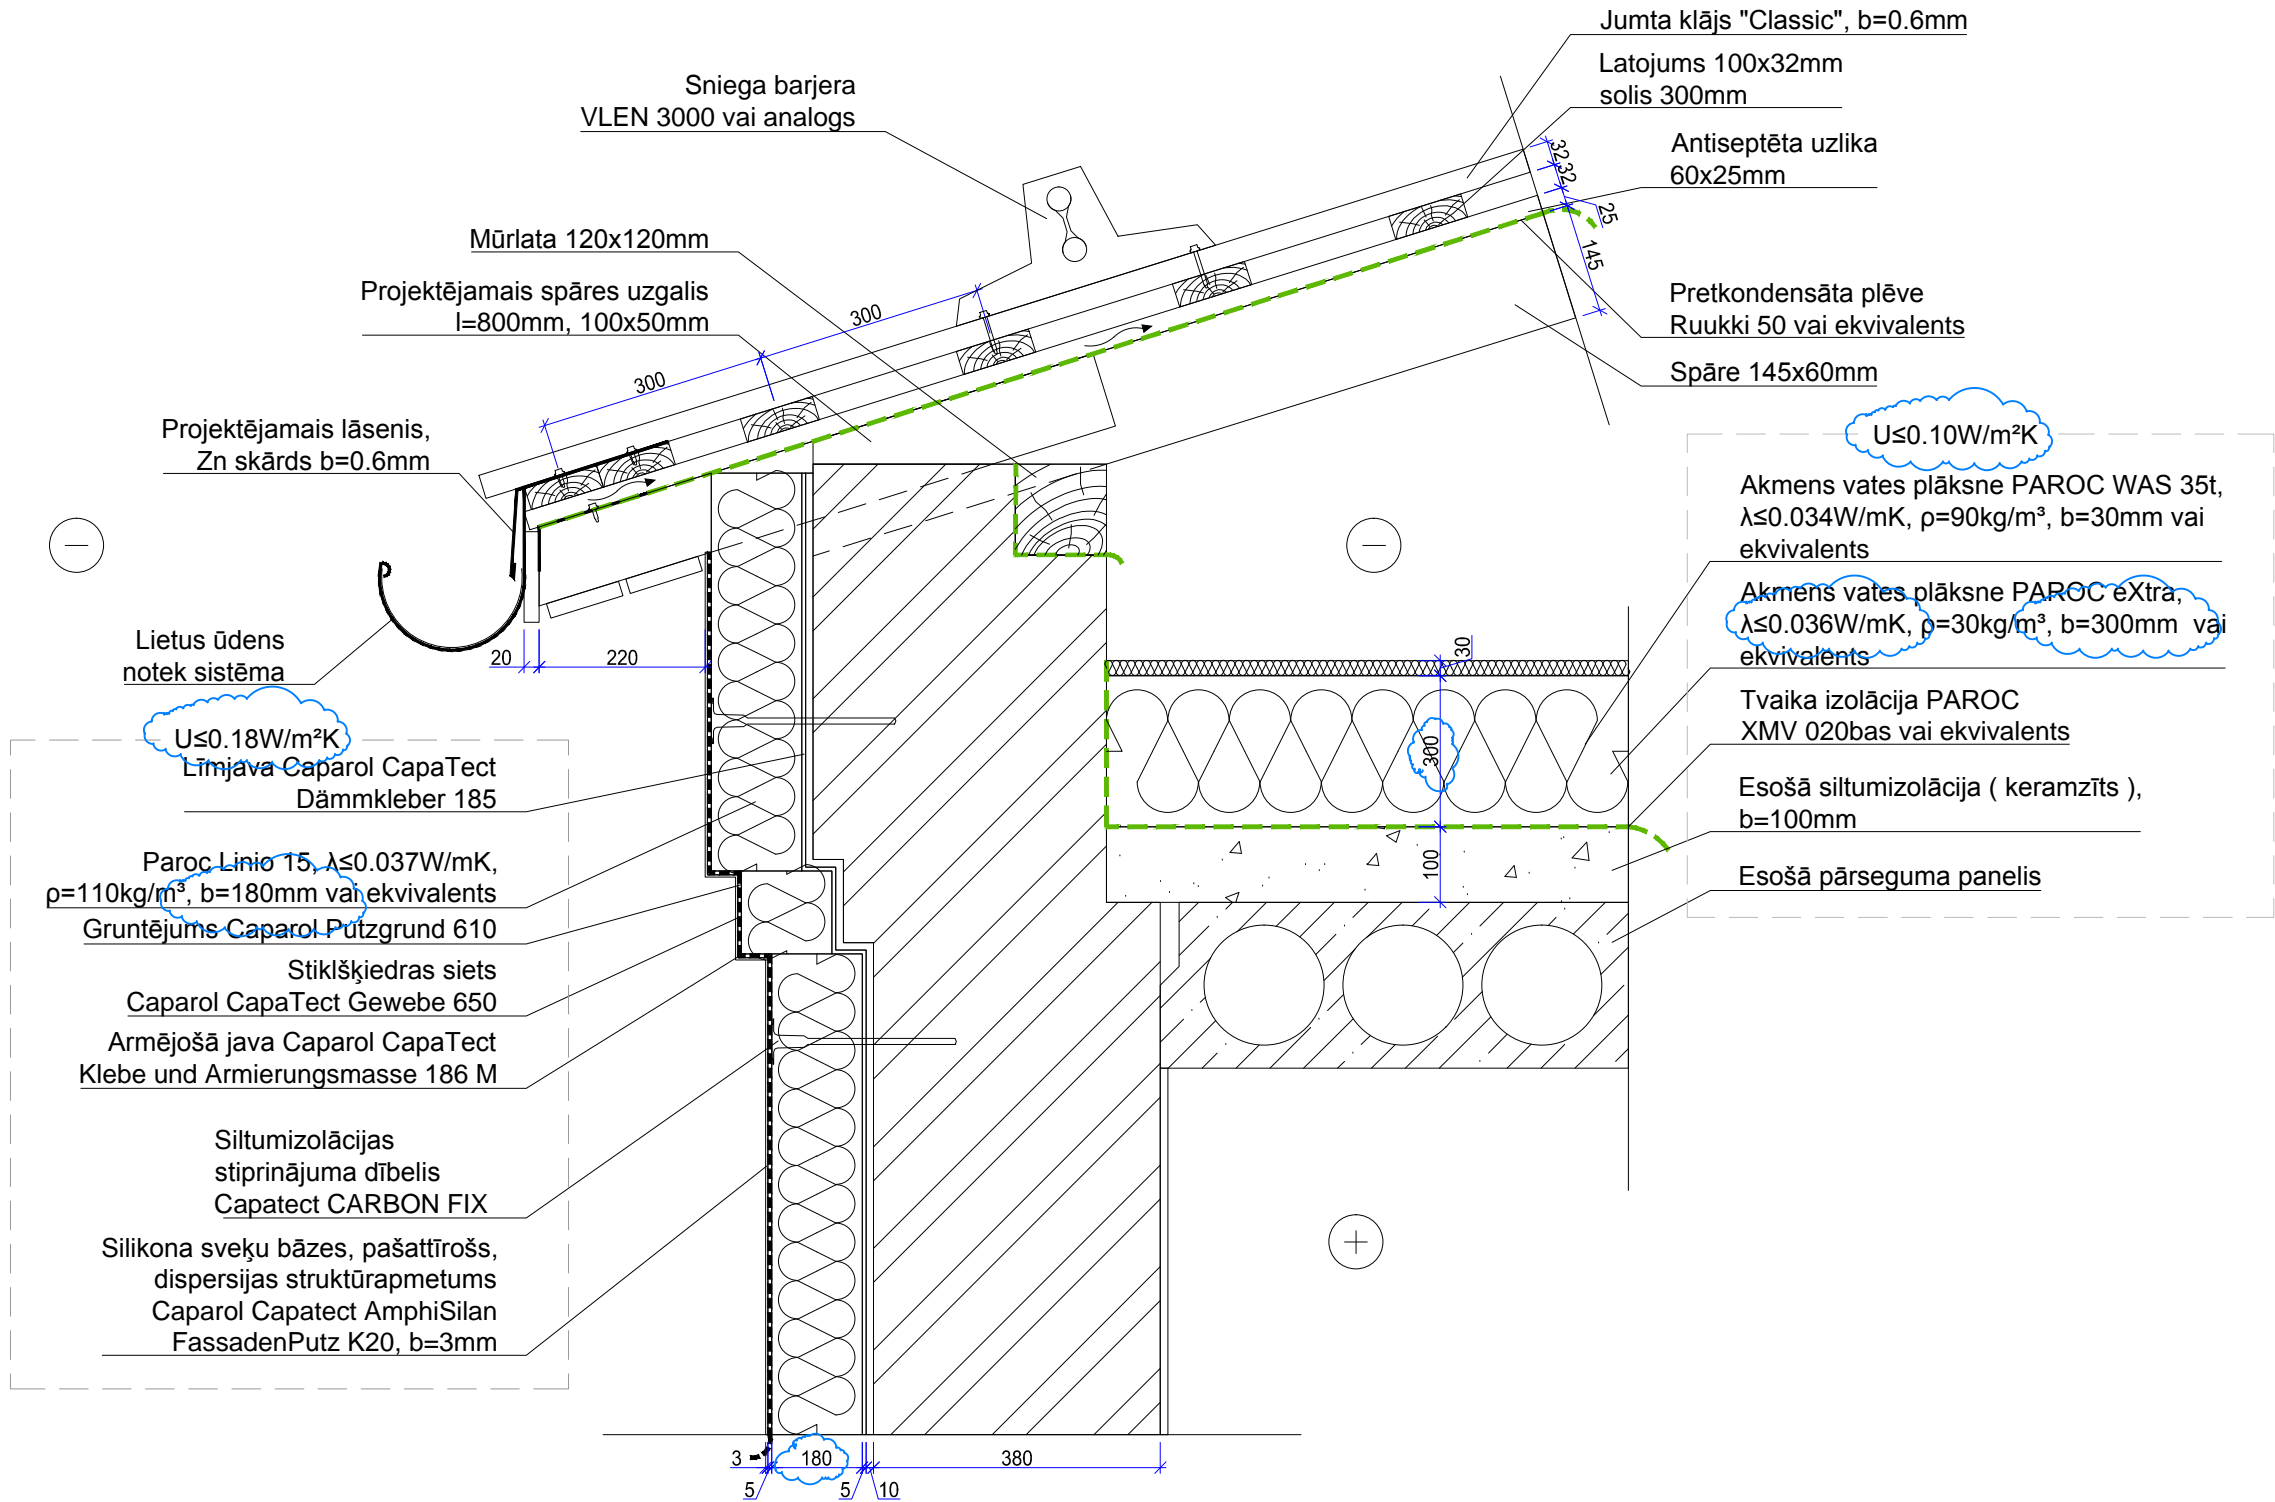 Jumta klājs "Classic", b=0.6mm
Latojums 100x32mm
solis 300mm
Antiseptēta uzlika
60x25mm
Sniega barjera
VLEN 3000 vai analogs
Mūrlata 120x120mm
Projektējamais spāres uzgalis
l=800mm, 100x50mm
Projektējamais lāsenis,
Zn skārds b=0.6mm
Lietus ūdens
notek sistēma
300
300
32
32
25
145
Pretkondensāta plēve
Ruukki 50 vai ekvivalents
Spāre 145x60mm
U≤0.10W/m²K
Akmens vates plāksne PAROC WAS 35t,
λ≤0.034W/mK, ρ=90kg/m³, b=30mm vai
ekvivalents
Akmens vates plāksne PAROC eXtra,
λ≤0.036W/mK, ρ=30kg/m³, b=300mm vai
ekvivalents
Tvaika izolācija PAROC
XMV 020bas vai ekvivalents
Esošā siltumizolācija ( keramzīts ),
b=100mm
Esošā pārseguma panelis
20
220
30
300
100
U≤0.18W/m²K
Līmjava Caparol CapaTect
Dämmkleber 185
Paroc Linio 15, λ≤0.037W/mK,
ρ=110kg/m³, b=180mm vai ekvivalents
Gruntējums Caparol Putzgrund 610
Stiklšķiedras siets
Caparol CapaTect Gewebe 650
Armējošā java Caparol CapaTect
Klebe und Armierungsmasse 186 M
Siltumizolācijas
stiprinājuma dībelis
Capatect CARBON FIX
Silikona sveķu bāzes, pašattīrošs,
dispersijas struktūrapmetums
Caparol Capatect AmphiSilan
FassadenPutz K20, b=3mm
3
180
380
5
5
10